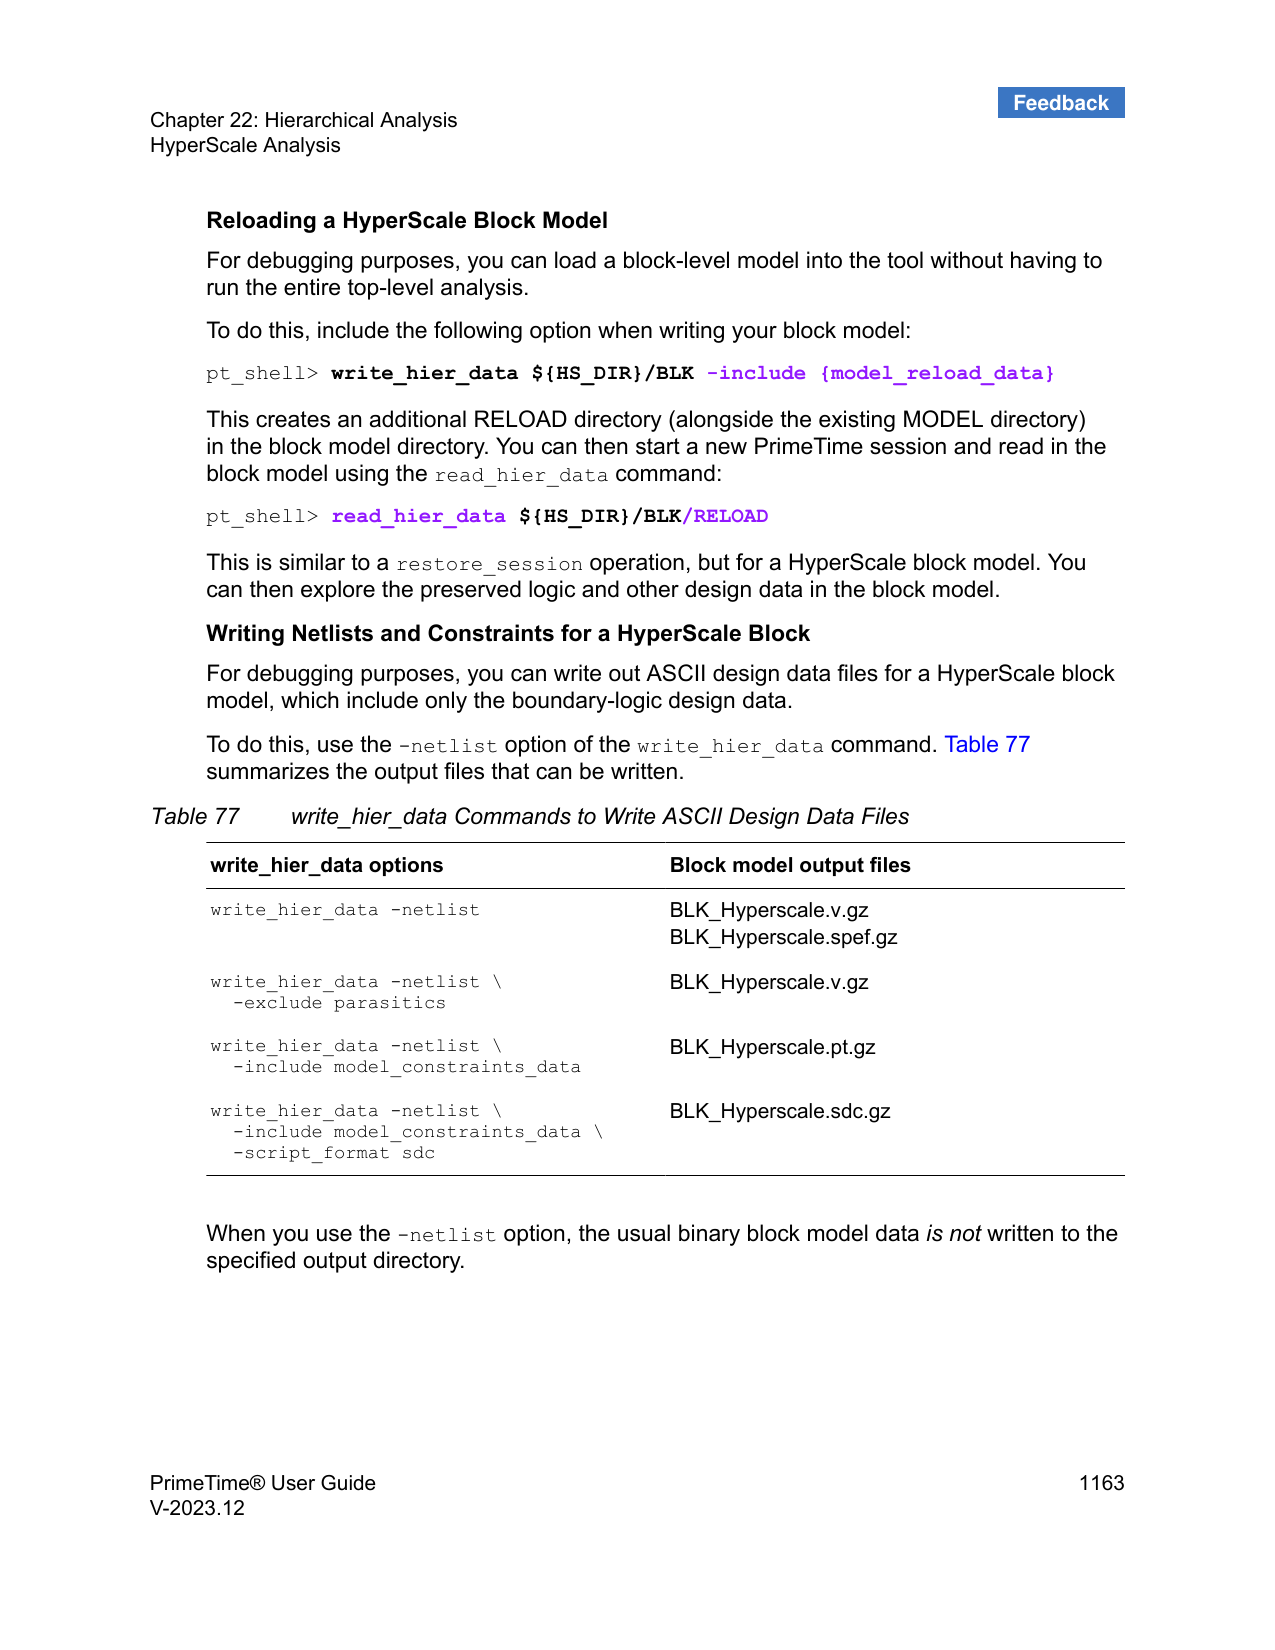 Feedback
Chapter 22: Hierarchical Analysis
HyperScale Analysis
Reloading a HyperScale Block Model
For debugging purposes, you can load a block-level model into the tool without having to
run the entire top-level analysis.
To do this, include the following option when writing your block model:
pt_shell> write_hier_data ${HS_DIR}/BLK -include {model_reload_data}
This creates an additional RELOAD directory (alongside the existing MODEL directory)
in the block model directory. You can then start a new PrimeTime session and read in the
block model using the read_hier_data command:
pt_shell> read_hier_data ${HS_DIR}/BLK/RELOAD
This is similar to a restore_session operation, but for a HyperScale block model. You
can then explore the preserved logic and other design data in the block model.
Writing Netlists and Constraints for a HyperScale Block
For debugging purposes, you can write out ASCII design data files for a HyperScale block
model, which include only the boundary-logic design data.
To do this, use the -netlist option of the write_hier_data command. Table 77
summarizes the output files that can be written.
Table 77 write_hier_data Commands to Write ASCII Design Data Files
write_hier_data options Block model output files
write_hier_data -netlist BLK_Hyperscale.v.gz
BLK_Hyperscale.spef.gz
write_hier_data -netlist \ BLK_Hyperscale.v.gz
-exclude parasitics
write_hier_data -netlist \ BLK_Hyperscale.pt.gz
-include model_constraints_data
write_hier_data -netlist \ BLK_Hyperscale.sdc.gz
-include model_constraints_data \
-script_format sdc
When you use the -netlist option, the usual binary block model data is not written to the
specified output directory.
PrimeTime® User Guide 1163
V-2023.12